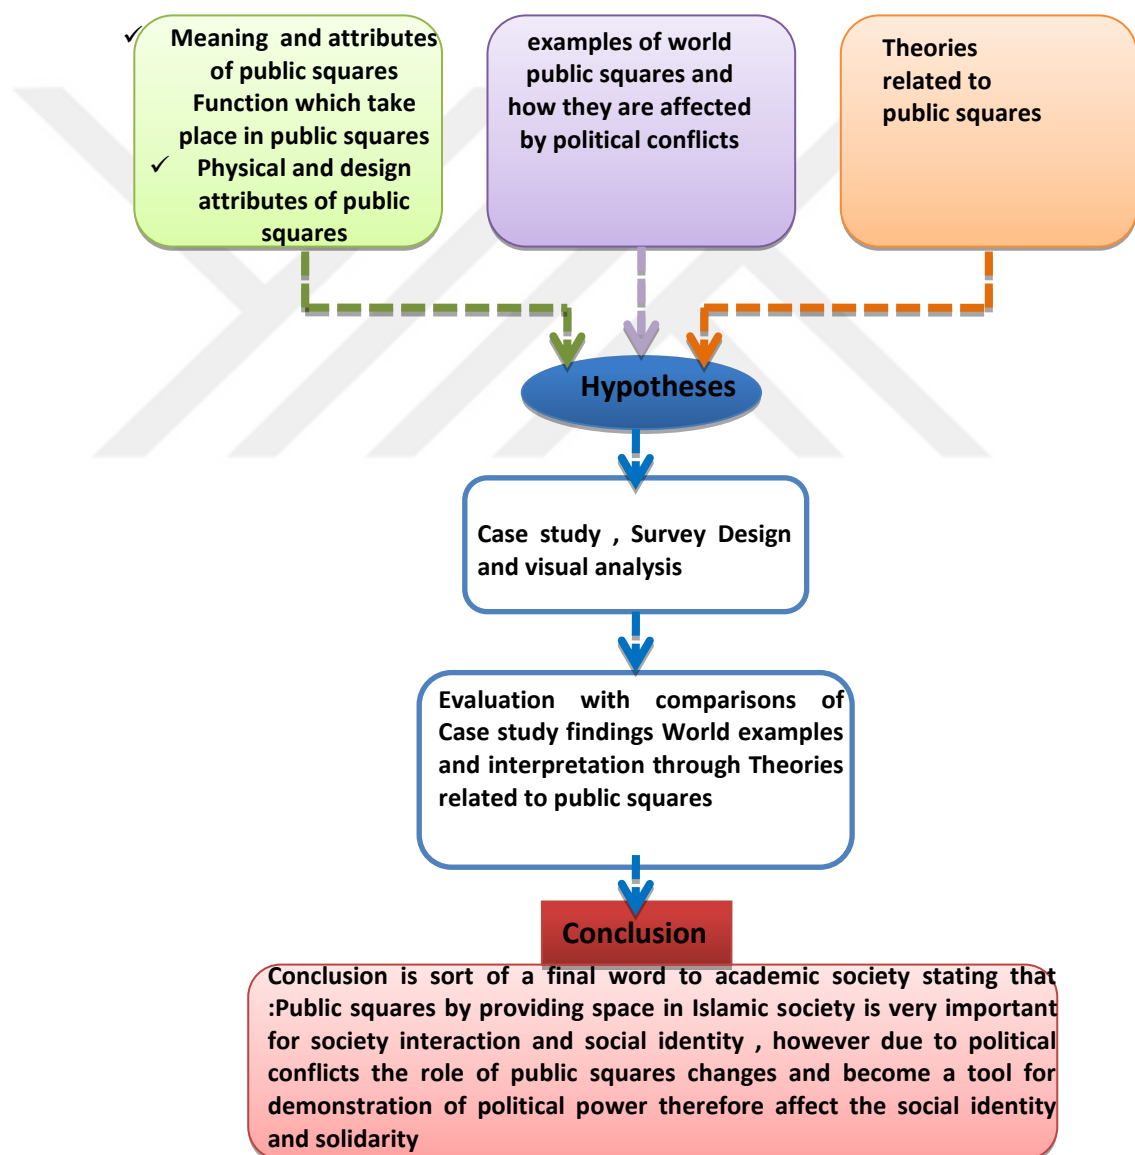 ✓ Meaning and attributes
of public squares
Function which take
place in public squares
✓ Physical and design
attributes of public
squares
examples of world
public squares and
how they are affected
by political conflicts
Theories
related to
public squares
Hypotheses
Case study , Survey Design
and visual analysis
Evaluation with comparisons of
Case study findings World examples
and interpretation through Theories
related to public squares
Conclusion
Conclusion is sort of a final word to academic society stating that
:Public squares by providing space in Islamic society is very important
for society interaction and social identity , however due to political
conflicts the role of public squares changes and become a tool for
demonstration of political power therefore affect the social identity
and solidarity